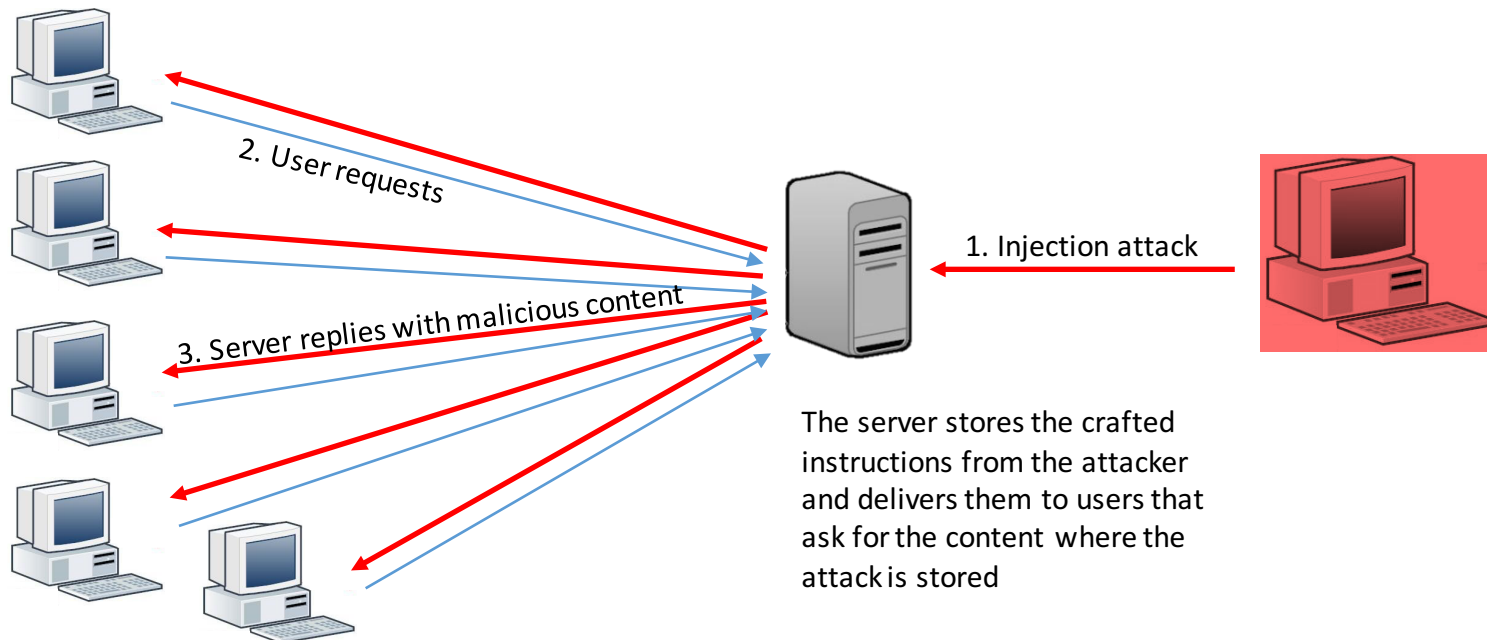 2. User requests
1. Injection attack
3. Server replies with malicious content
The server stores the crafted
instructions from the attacker
and delivers them to users that
ask for the content where the
attack is stored